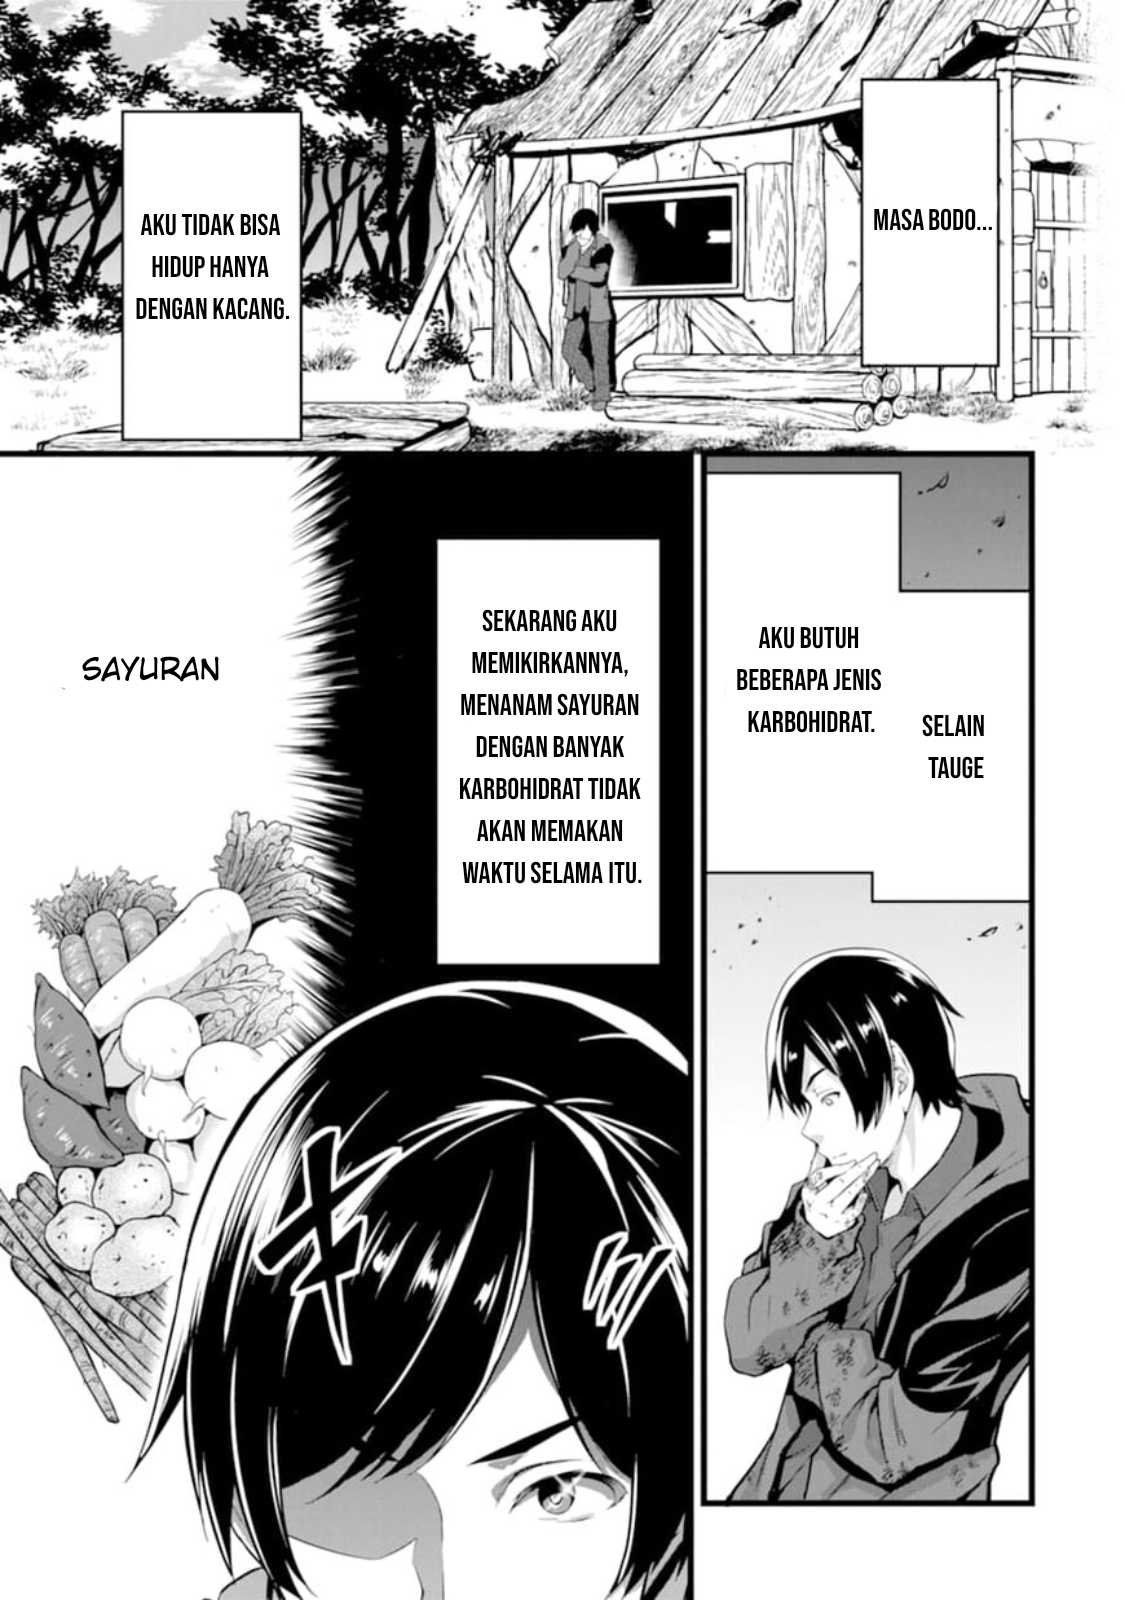 MASA BODO...
AKU TIDAK BISA
HIDUP HANYA
DENGAN KACANG.
SELAIN
TAUGE
AKU BUTUH
BEBERAPA JENIS
KARBOHIDRAT.
SEKARANG AKU
MEMIKIRKANNYA,
MENANAM SAYURAN
DENGAN BANYAK
KARBOHIDRAT TIDAK
AKAN MEMAKAN
WAKTU SELAMA ITU.
SAYURAN